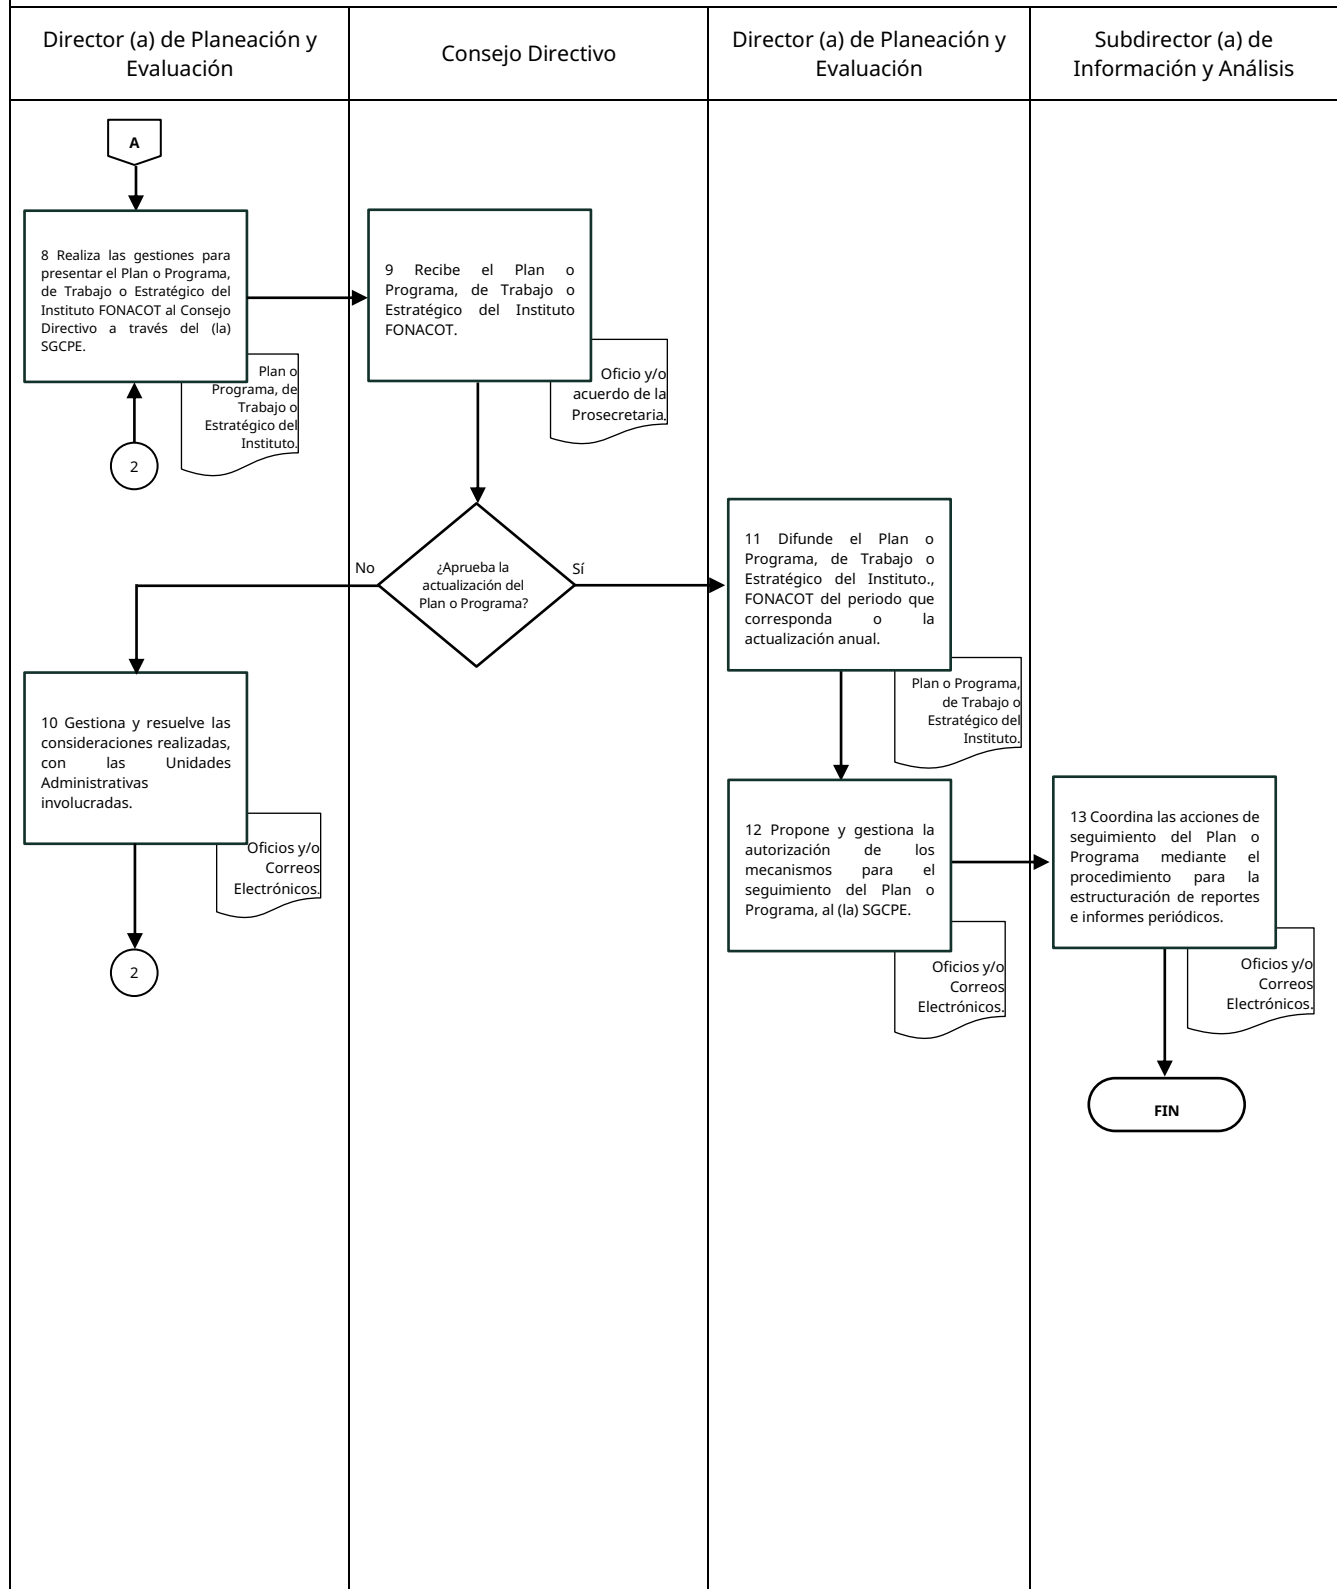 Director (a) de Planeación y
Evaluación
Consejo Directivo
Director (a) de Planeación y
Evaluación
Subdirector (a) de
Información y Análisis
A
8 Realiza las gestiones para
presentar el Plan o Programa,
de Trabajo o Estratégico del
Instituto FONACOT al Consejo
Directivo a través del (la)
SGCPE.
Plan o
Programa, de
Trabajo o
Estratégico del
Instituto.
2
9 Recibe el Plan o
Programa, de Trabajo o
Estratégico del Instituto
FONACOT.
Oficio y/o
acuerdo de la
Prosecretaria.
No
¿Aprueba la
actualización del
Plan o Programa?
Sí
10 Gestiona y resuelve las
consideraciones realizadas,
con las Unidades
Administrativas
involucradas.
Oficios y/o
Correos
Electrónicos.
2
11 Difunde el Plan o
Programa, de Trabajo o
Estratégico del Instituto.,
FONACOT del periodo que
corresponda o la
actualización anual.
Plan o Programa,
de Trabajo o
Estratégico del
Instituto.
12 Propone y gestiona la
autorización de los
mecanismos para el
seguimiento del Plan o
Programa, al (la) SGCPE.
Oficios y/o
Correos
Electrónicos.
13 Coordina las acciones de
seguimiento del Plan o
Programa mediante el
procedimiento para la
estructuración de reportes
e informes periódicos.
Oficios y/o
Correos
Electrónicos.
FIN